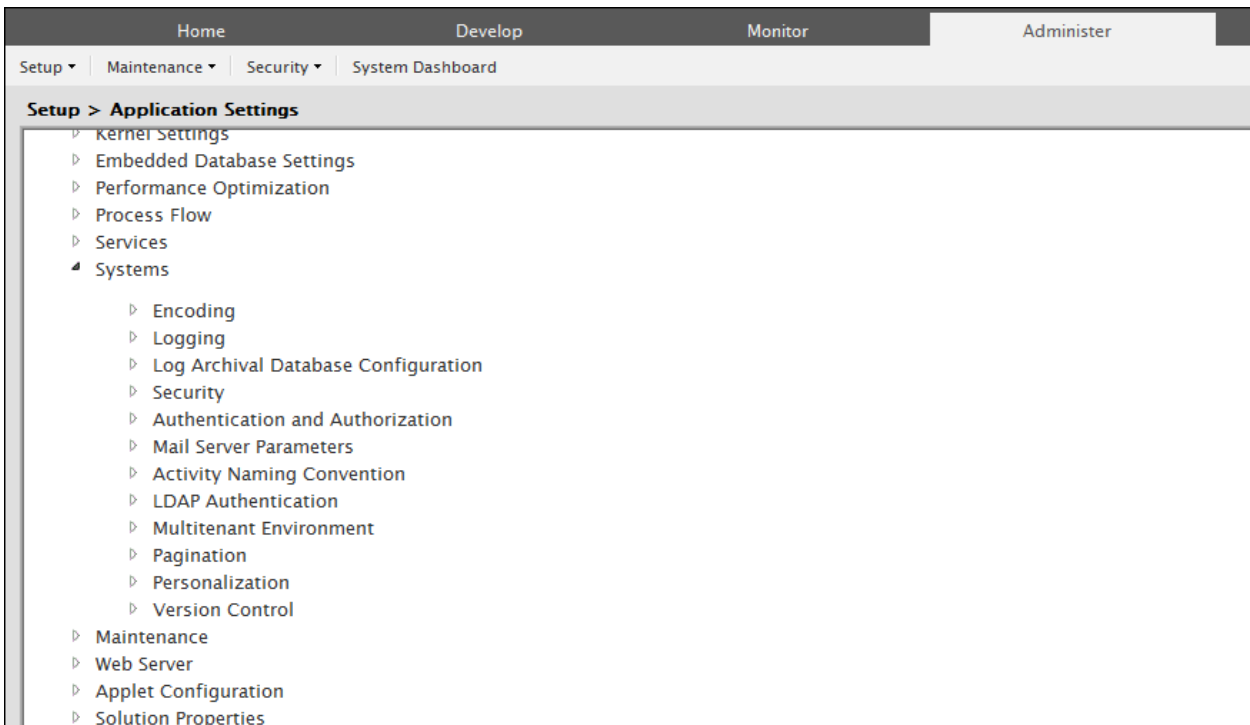 Home Develop Monitor Administer
Setup Maintenance Security System Dashboard
Setup > Application Settings
Kernel Settings
Embedded Database Settings
Performance Optimization
Process Flow
Services
Systems
Encoding
Logging
Log Archival Database Configuration
Security
Authentication and Authorization
Mail Server Parameters
Activity Naming Convention
LDAP Authentication
Multitenant Environment
Pagination
Personalization
Version Control
Maintenance
Web Server
Applet Configuration
Solution Properties